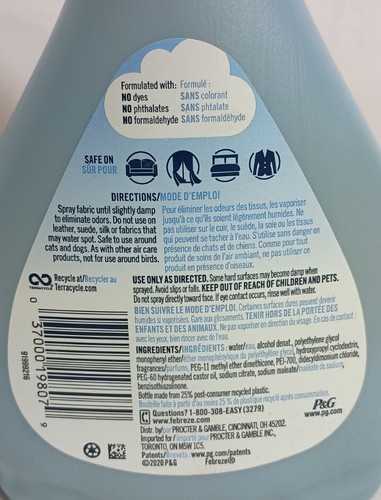 Formulated with: Formulé :
NO dyes SANS colorant
NO phthalates SANS phtalate
NO formaldehyde SANS formaldéhyde
SAFE ON
SÛR POUR
DIRECTIONS/MODE D'EMPLOI
Spray fabric until slightly damp
to eliminate odors. Do not use on
leather, suede, silk or fabrics that
may water spot. Safe to use around
cats and dogs. As with other air care
products, not for use around birds.
Pour éliminer les odeurs des tissus, les vaporiser
jusqu'à ce qu'ils soient légèrement humides. Ne
pas utiliser sur le cuir, le suède, la soie ou les tissus
qui peuvent se tacher à l'eau. S'utilise sans danger en
présence de chats et de chiens. Comme pour tout
produit de soins de l'air ambiant, ne pas utiliser ce
produit en présence d'oiseaux.
TERRACYCLE
Recycle at/Recycler au
Terracycle.com
USE ONLY AS DIRECTED. Some hard surfaces may become damp when
sprayed. Avoid slips or falls. KEEP OUT OF REACH OF CHILDREN AND PETS.
Do not spray directly toward face. If eye contact occurs, rinse well with water.
BIEN SUIVRE LE MODE D'EMPLOI. Certaines surfaces dures peuvent devenir
humides si vaporisées. Gare aux glissements. TENIR HORS DE LA PORTÉE DES
ENFANTS ET DES ANIMAUX. Ne pas vaporiser en direction du visage. En cas de contact
avec les yeux, bien rincer avec de l'eau.
INGREDIENTS/INGRÉDIENTS : water/eau, alcohol denat., polyethylene glycol
monophenyl ether/éther monophénylique du polyéthylène glycol, hydroxypropyl cyclodextrin,
fragrances/parfums, PEG-11 methyl ether dimethicone, PEI-700, didecyldimonium chloride,
PEG-60 hydrogenated castor oil, sodium citrate, sodium maleate/maléate de sodium,
benzisothiazolinone.
Bottle made from 25% post-consumer recycled plastic.
Bouteille faite à partir d'au moins 25 % de plastique recyclé après consommation.
Questions? 1-800-308-EASY (3279)
www.febreze.com
P&G
www.pg.com
Distr. by/par PROCTER & GAMBLE, CINCINNATI, OH 45202.
Imported for/Importé pour PROCTER & GAMBLE INC.,
TORONTO, ON M5W 1C5.
Patents/Brevets: www.pg.com/patents
©2020 P&G Febreze®
0 37000 19801 9